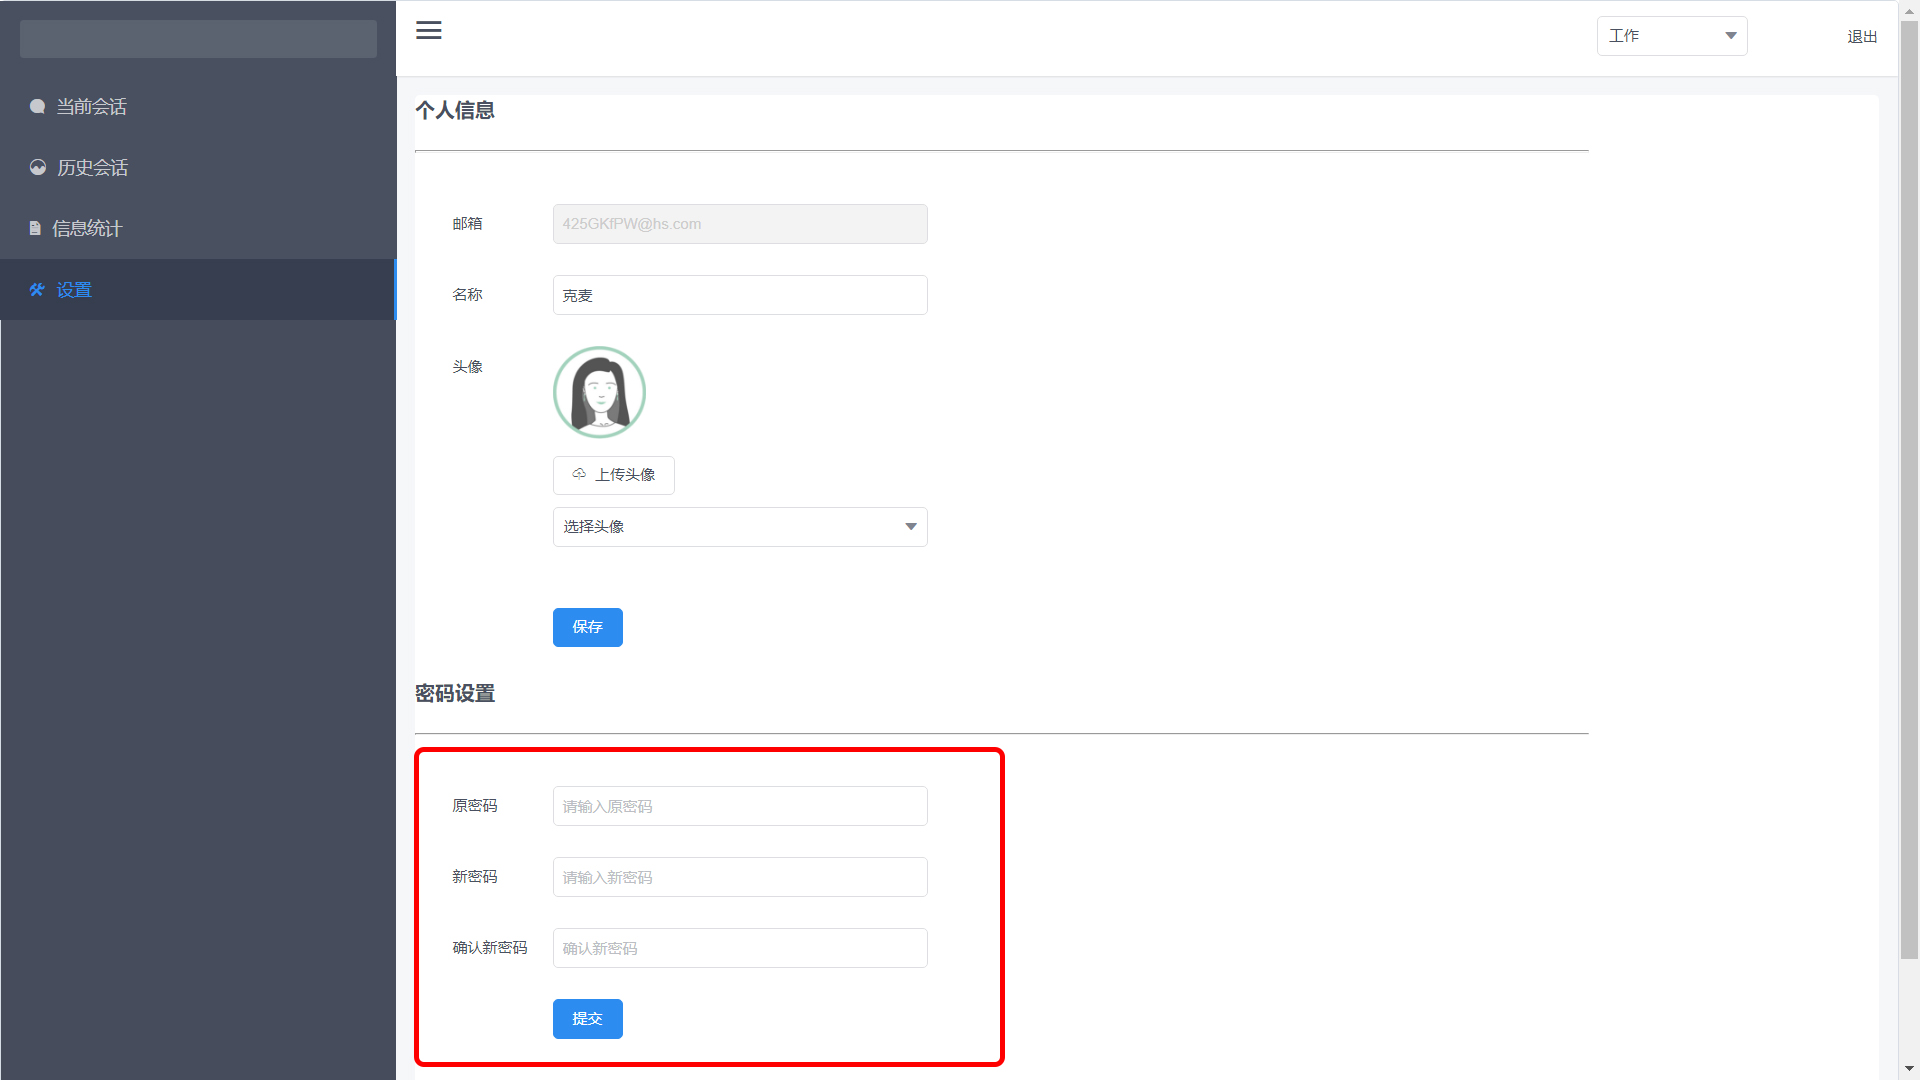 工作
退出
当前会话
历史会话
信息统计
设置
个人信息
邮箱
425GKfPW@hs.com
名称
克麦
头像
上传头像
选择头像
保存
密码设置
原密码
请输入原密码
新密码
请输入新密码
确认新密码
确认新密码
提交